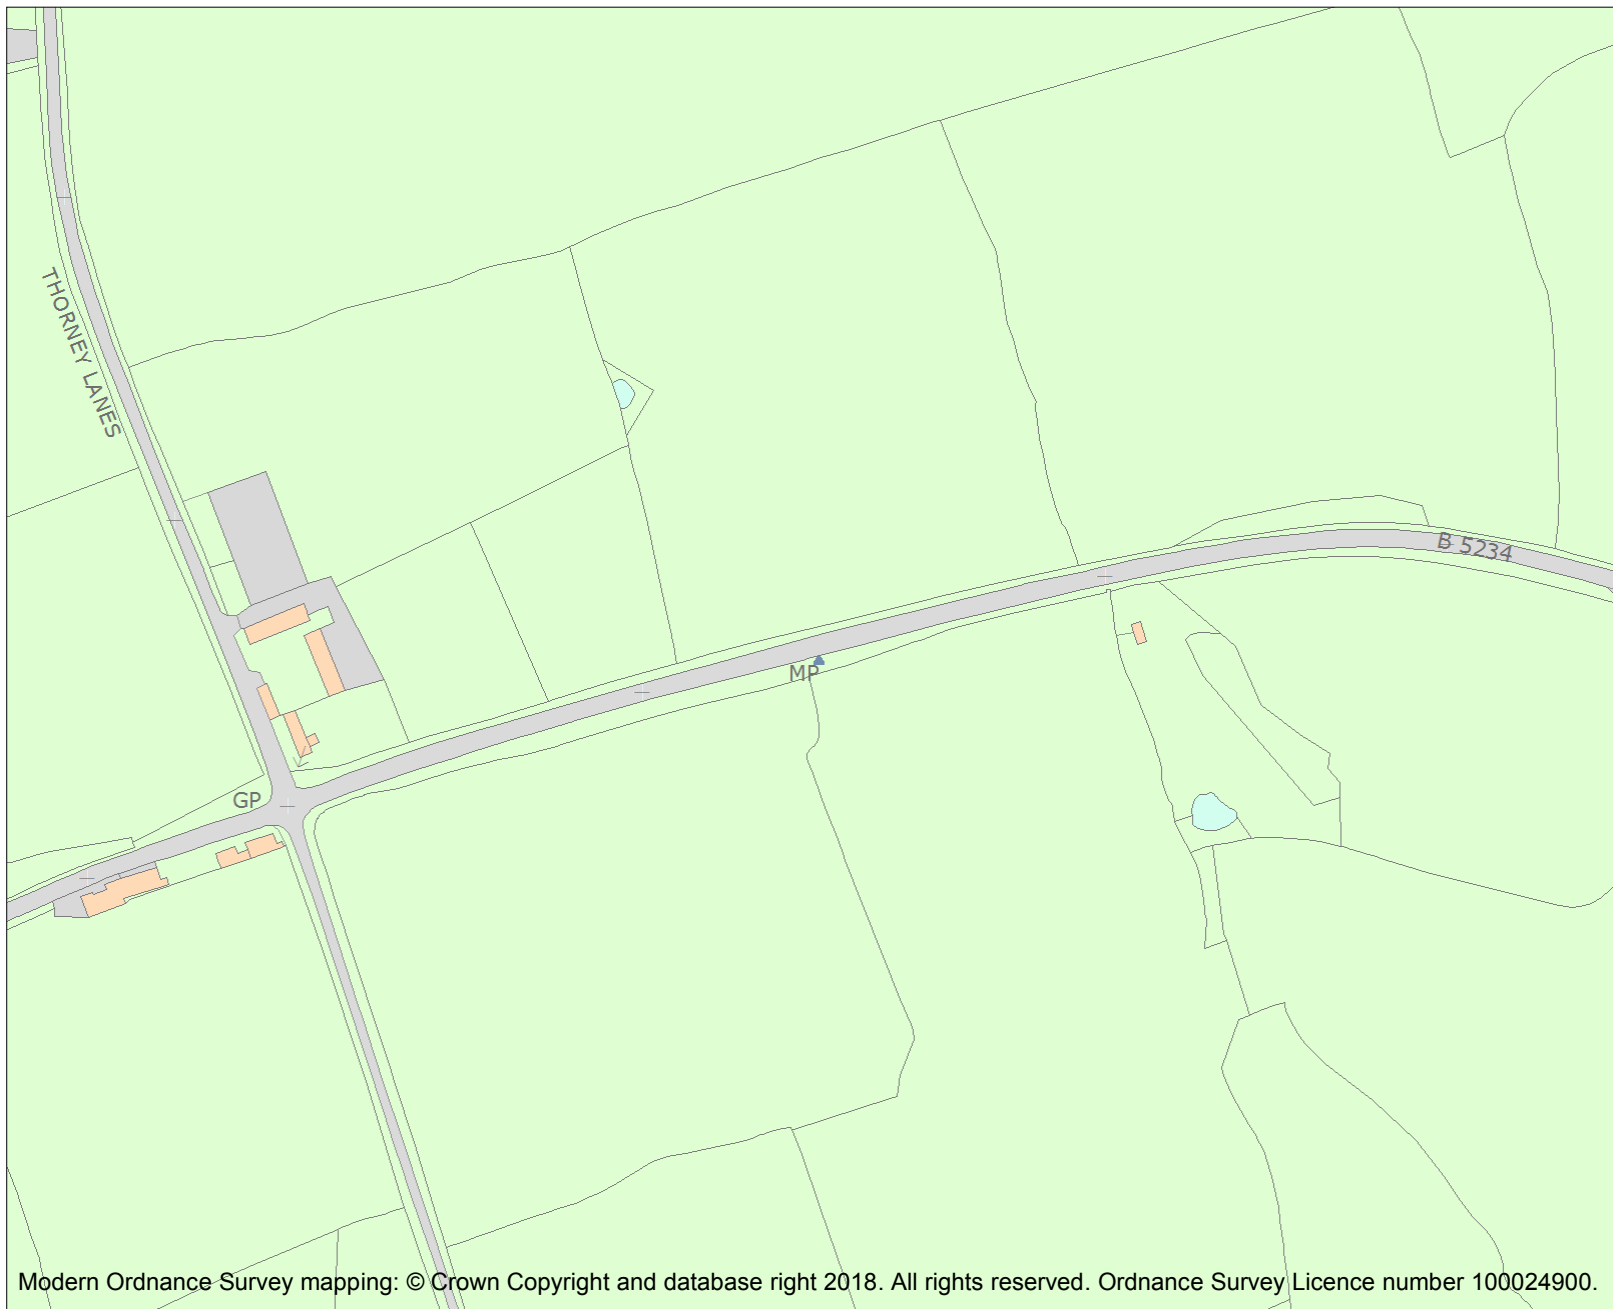 THORNEY LANES
B 5234
MP
GP
Modern Ordnance Survey mapping: © Crown Copyright and database right 2018. All rights reserved. Ordnance Survey Licence number 100024900.